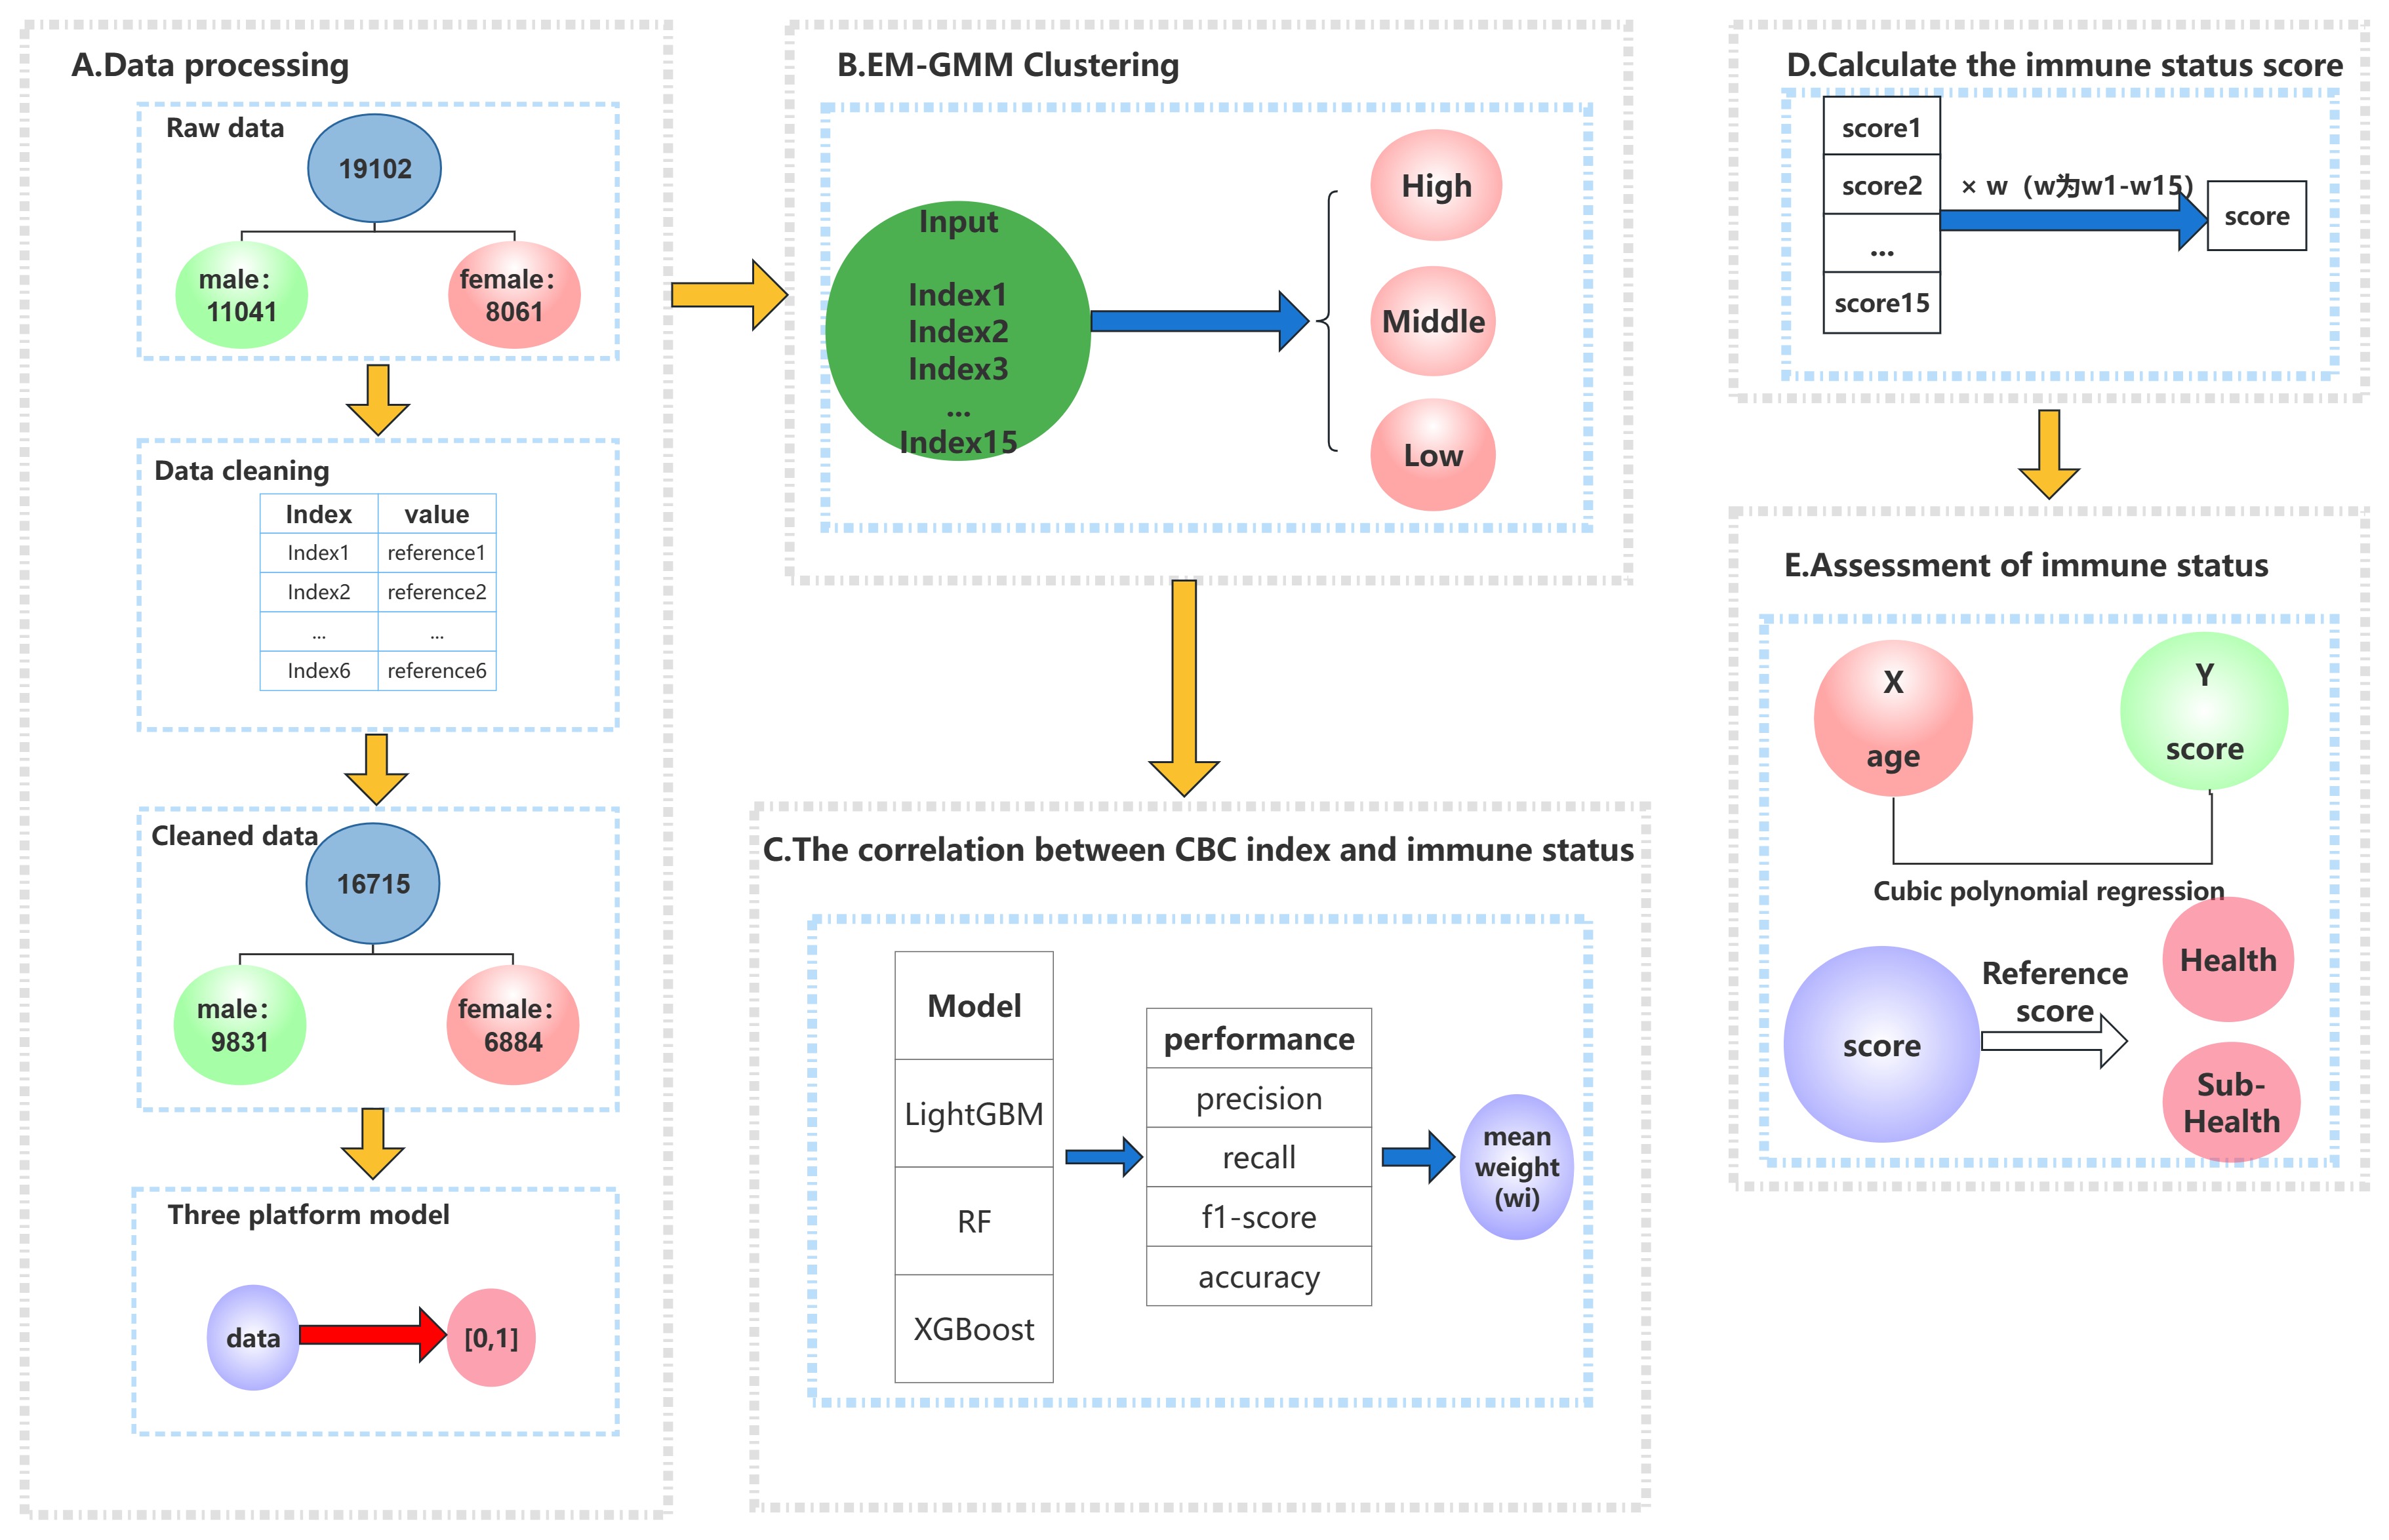 A.Data processing
Raw data
19102
male：
11041
female：
8061
Data cleaning
Index value
Index1 reference1
Index2 reference2
... ...
Index6 reference6
Cleaned data
16715
male：
9831
female：
6884
Three platform model
data
[0,1]
B.EM-GMM Clustering
Input
Index1
Index2
Index3
...
Index15
High
Middle
Low
C.The correlation between CBC index and immune status
Model
LightGBM
RF
XGBoost
performance
precision
recall
f1-score
accuracy
mean
weight
(wi)
D.Calculate the immune status score
score1
score2
...
score15
× w（w为w1-w15）
score
E.Assessment of immune status
X
age
Y
score
Cubic polynomial regression
score
Reference
score
Health
Sub-
Health